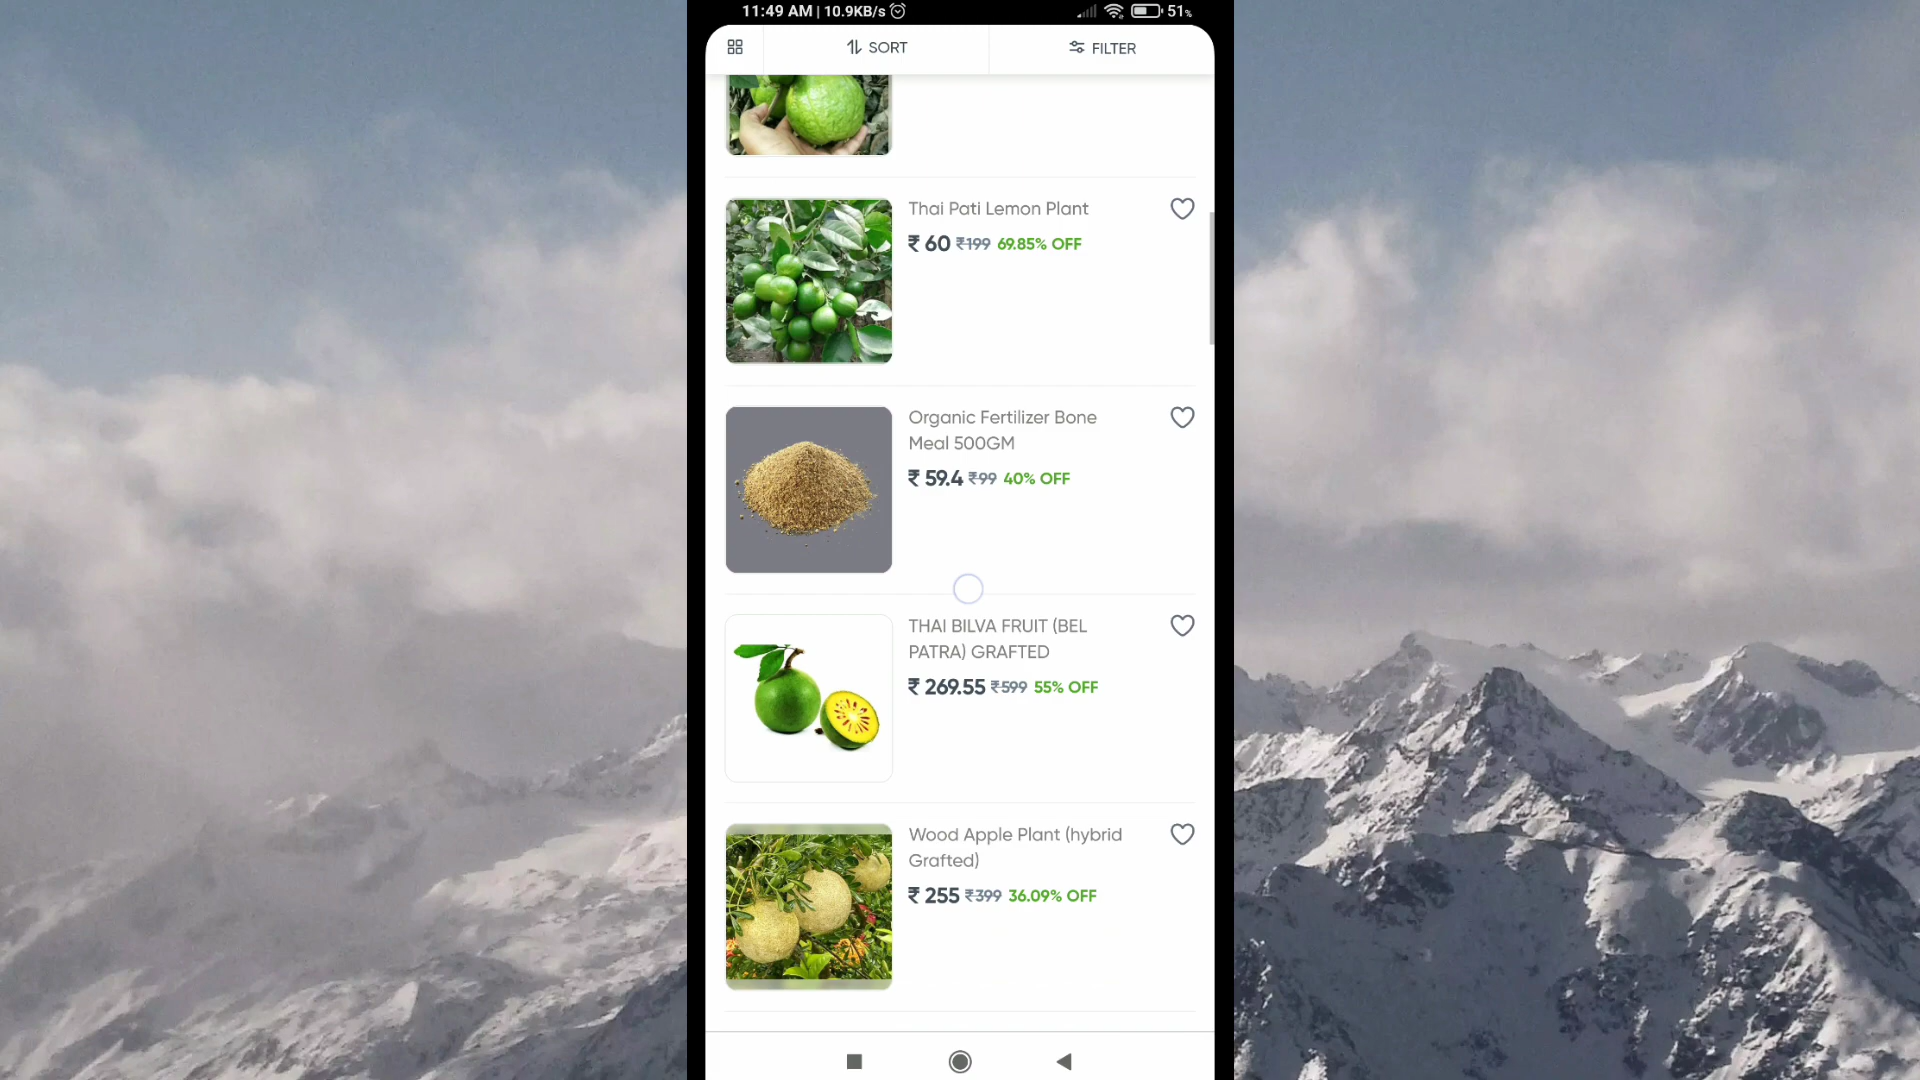 11:49 AM | 10.9KB/s
51%
SORT
FILTER
Thai Pati Lemon Plant
₹ 60 ₹199 69.85% OFF
Organic Fertilizer Bone
Meal 500GM
₹ 59.4 ₹99 40% OFF
THAI BILVA FRUIT (BEL
PATRA) GRAFTED
₹ 269.55 ₹599 55% OFF
Wood Apple Plant (hybrid
Grafted)
₹ 255 ₹399 36.09% OFF